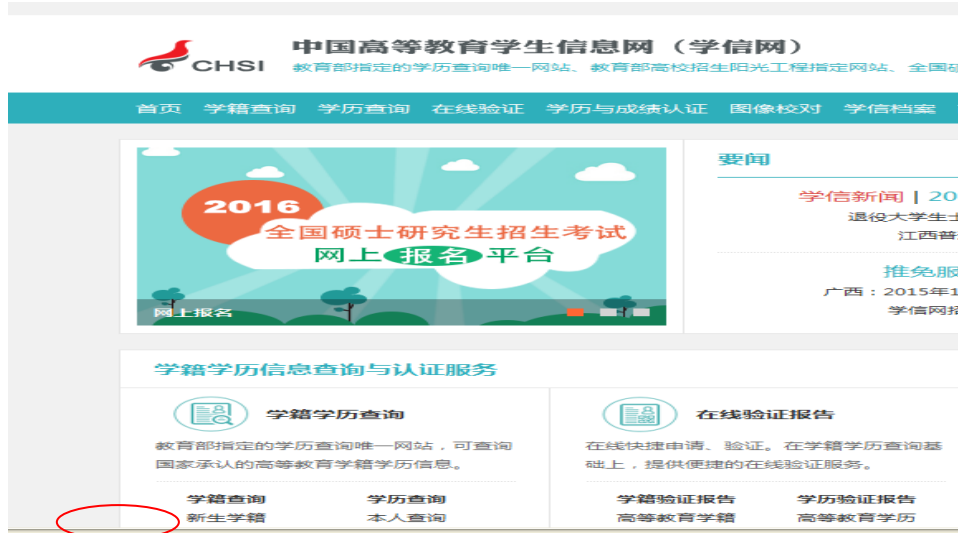 中国高等教育学生信息网（学信网）
CHSI
教育部指定的学历查询唯一网站、教育部高校招生阳光工程指定网站、全国
首页 学籍查询 学历查询 在线验证 学历与成绩认证 图像校对 学信档案
2016
全国硕士研究生招生考试
网上报名平台
网上报名
要闻
学信新闻 | 20
退役大学生士
江西普
推免服
广西：2015年1
学信网招
学籍学历信息查询与认证服务
学籍学历查询
教育部指定的学历查询唯一网站，可查询
国家承认的高等教育学籍学历信息。
学籍查询 学历查询
新生学籍 本人查询
在线验证报告
在线快捷申请、验证。在学籍学历查询基
础上，提供便捷的在线验证服务。
学籍验证报告 学历验证报告
高等教育学籍 高等教育学历